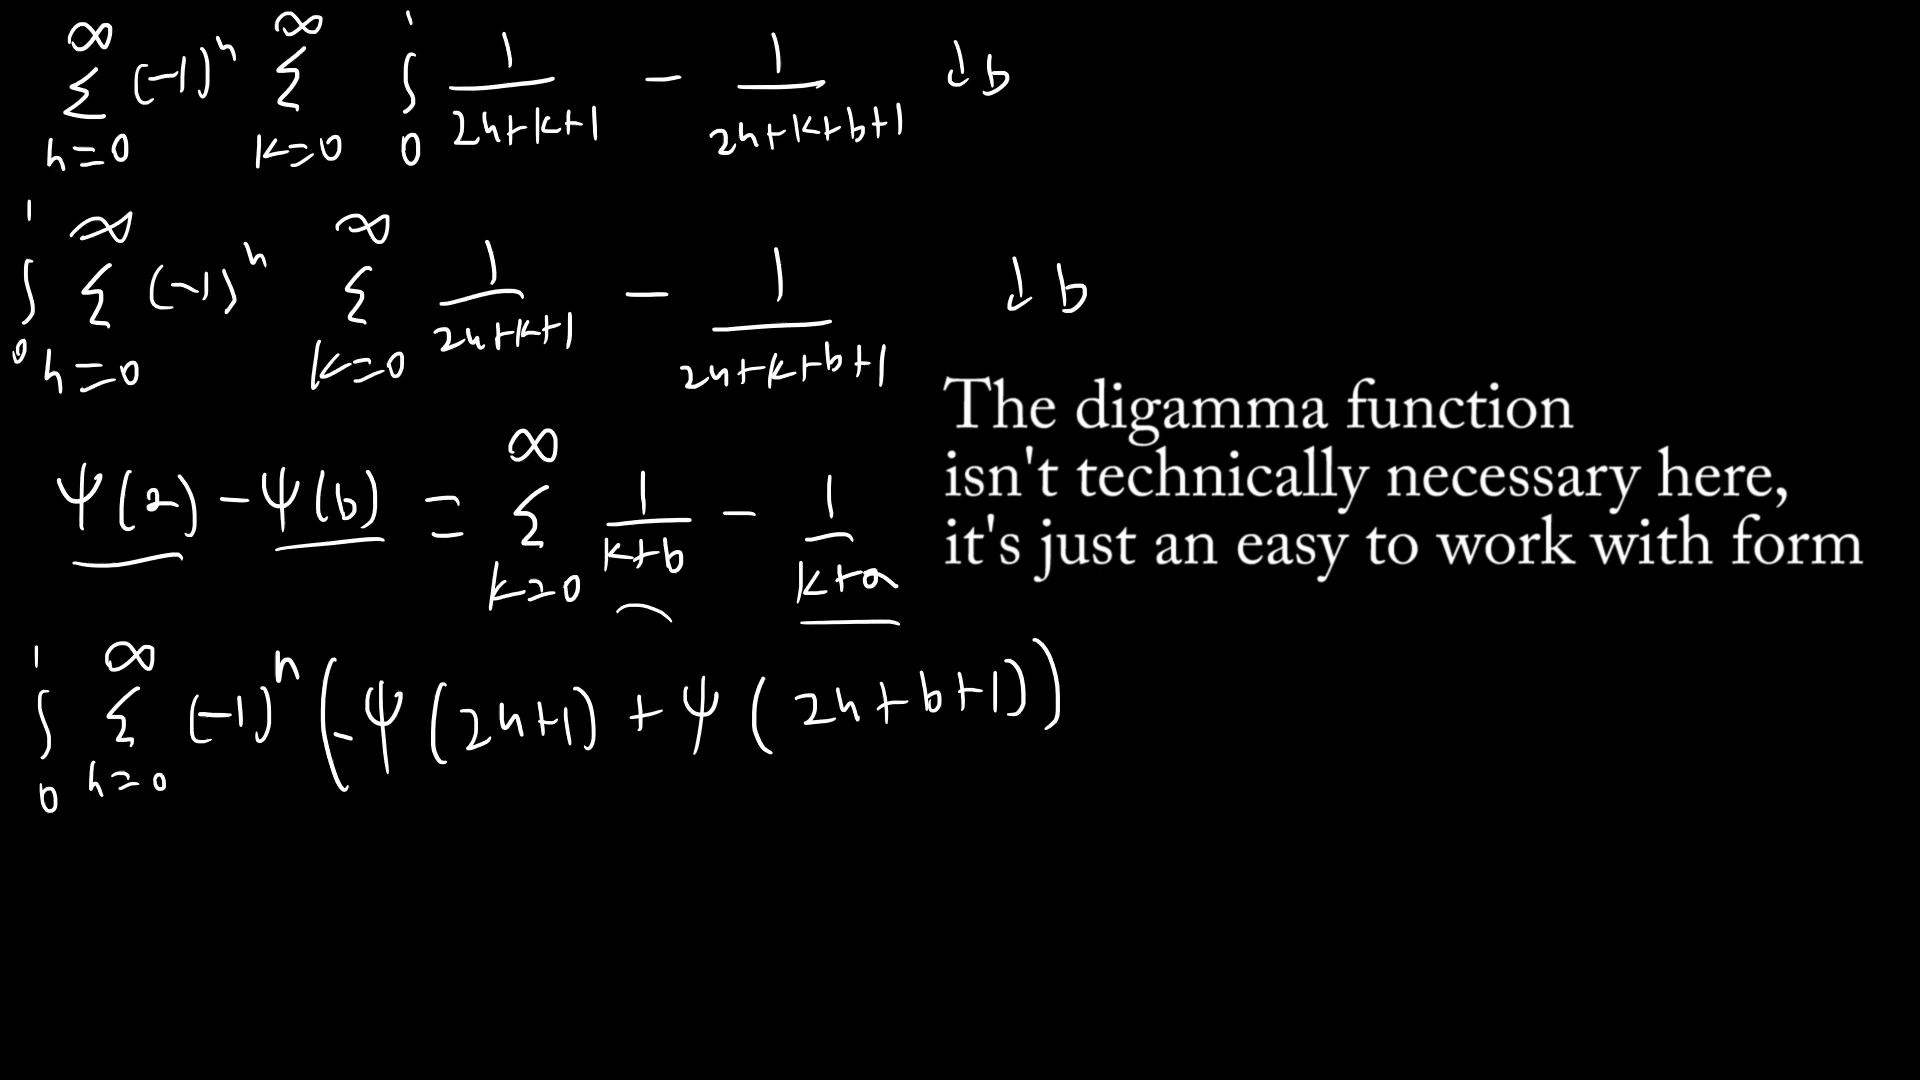 ∞ ∑ n=0 (-1)^n ∞ ∑ k=0 1 ∫ 0 1/(2n+k+1) - 1/(2n+k+b+1) db
1 ∫ 0 ∞ ∑ n=0 (-1)^n ∞ ∑ k=0 1/(2n+k+1) - 1/(2n+k+b+1) db
The digamma function
isn't technically necessary here,
it's just an easy to work with form
ψ(a) - ψ(b) = ∞ ∑ k=0 1/(k+b) - 1/(k+a)
1 ∫ 0 ∞ ∑ n=0 (-1)^n (-ψ(2n+1) + ψ(2n+b+1))